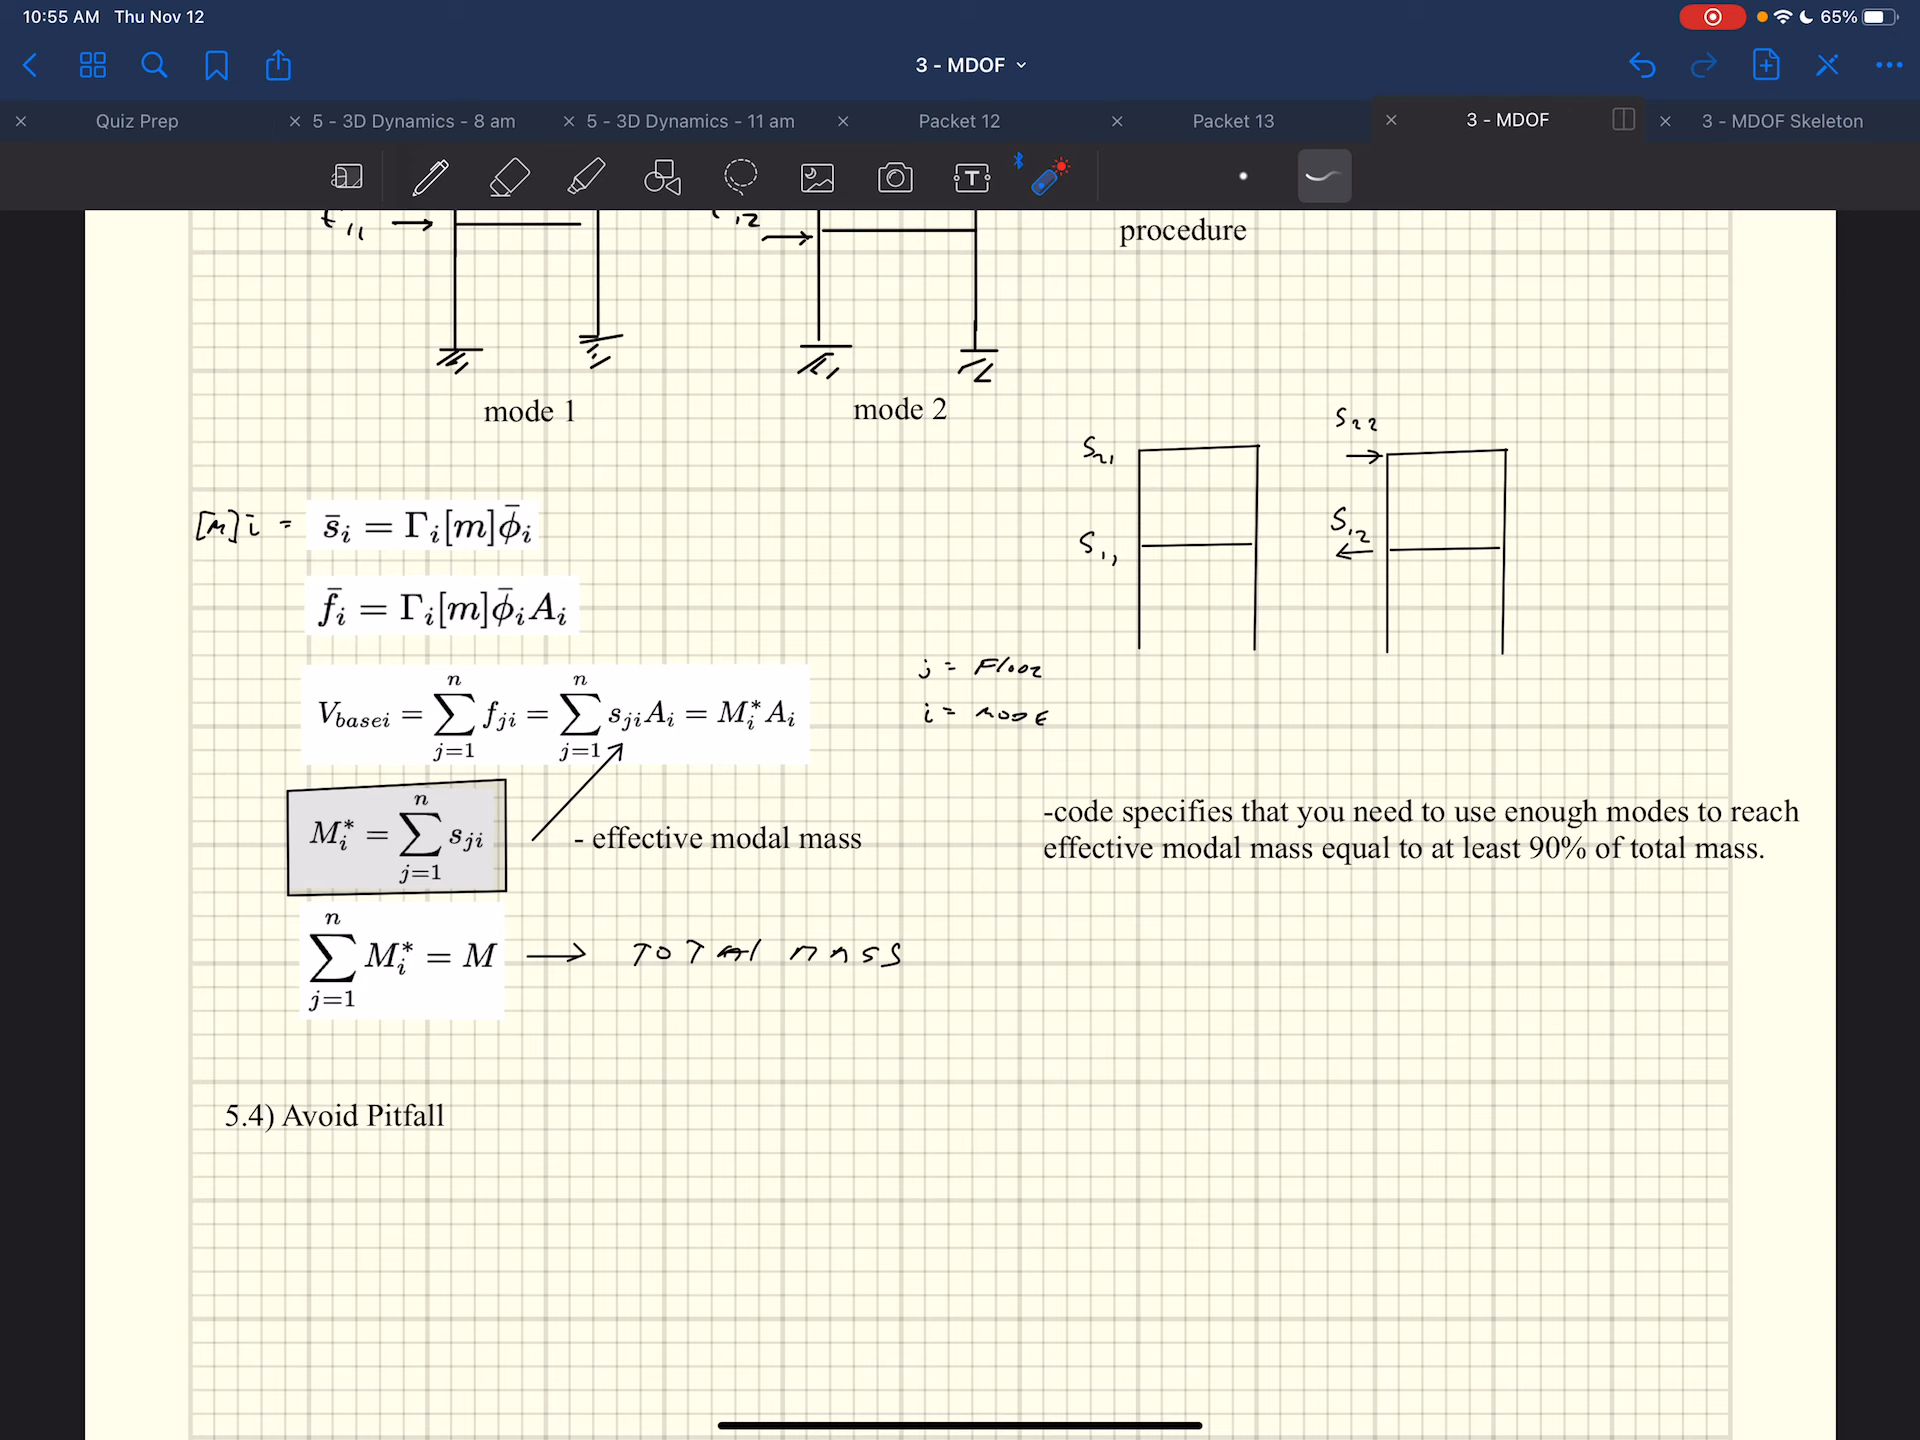 10:55 AM Thu Nov 12
65%
3 - MDOF
Quiz Prep
5 - 3D Dynamics - 8 am
5 - 3D Dynamics - 11 am
Packet 12
Packet 13
3 - MDOF
3 - MDOF Skeleton
T
f₁₁
₁₂
procedure
mode 1
mode 2
S₂₁
S₂₂
S₁₁
S₁₂
[m]ī = s̄ᵢ = Γᵢ[m]φ̄ᵢ
f̄ᵢ = Γᵢ[m]φ̄ᵢAᵢ
V_basei = ∑_{j=1}^{n} f_ji = ∑_{j=1}^{n} s_ji Aᵢ = Mᵢ* Aᵢ
j = FLOOR
i = MODE
Mᵢ* = ∑_{j=1}^{n} s_ji
- effective modal mass
-code specifies that you need to use enough modes to reach
effective modal mass equal to at least 90% of total mass.
∑_{j=1}^{n} Mᵢ* = M → TOTAL MASS
5.4) Avoid Pitfall